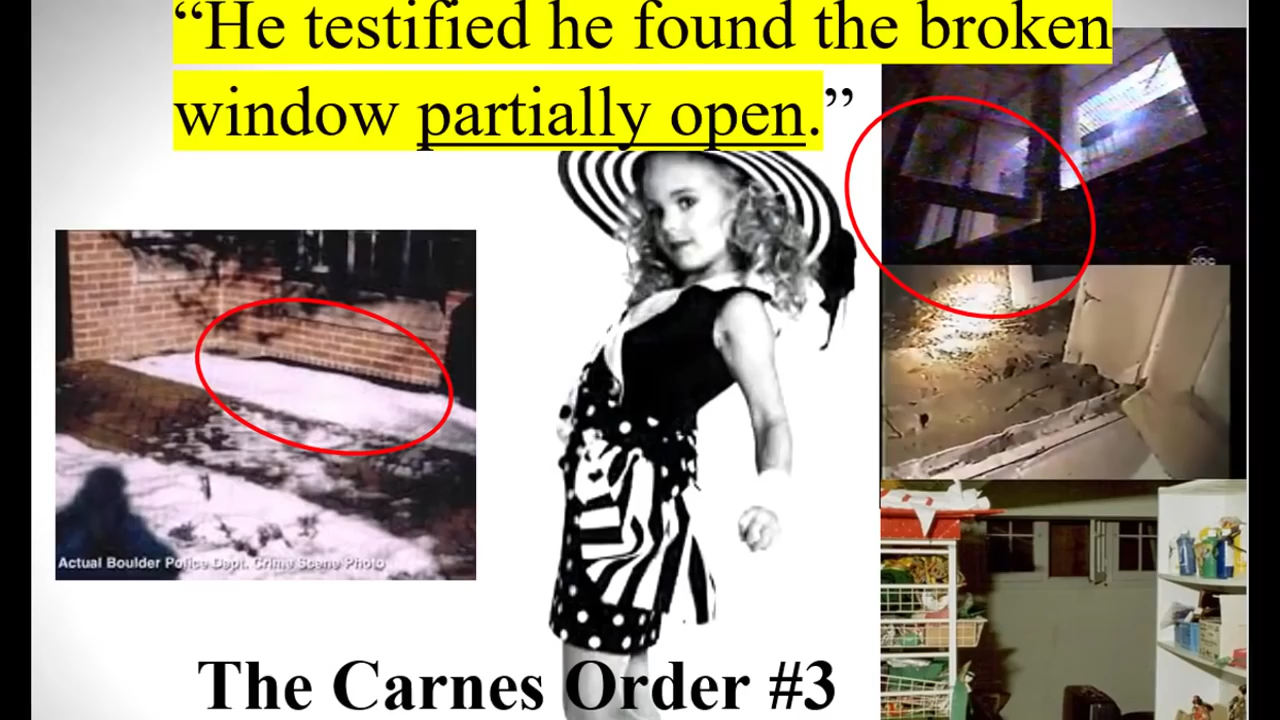 “He testified he found the broken
window partially open.”
abc
Actual Boulder Police Dept. Crime Scene Photo
The Carnes Order #3